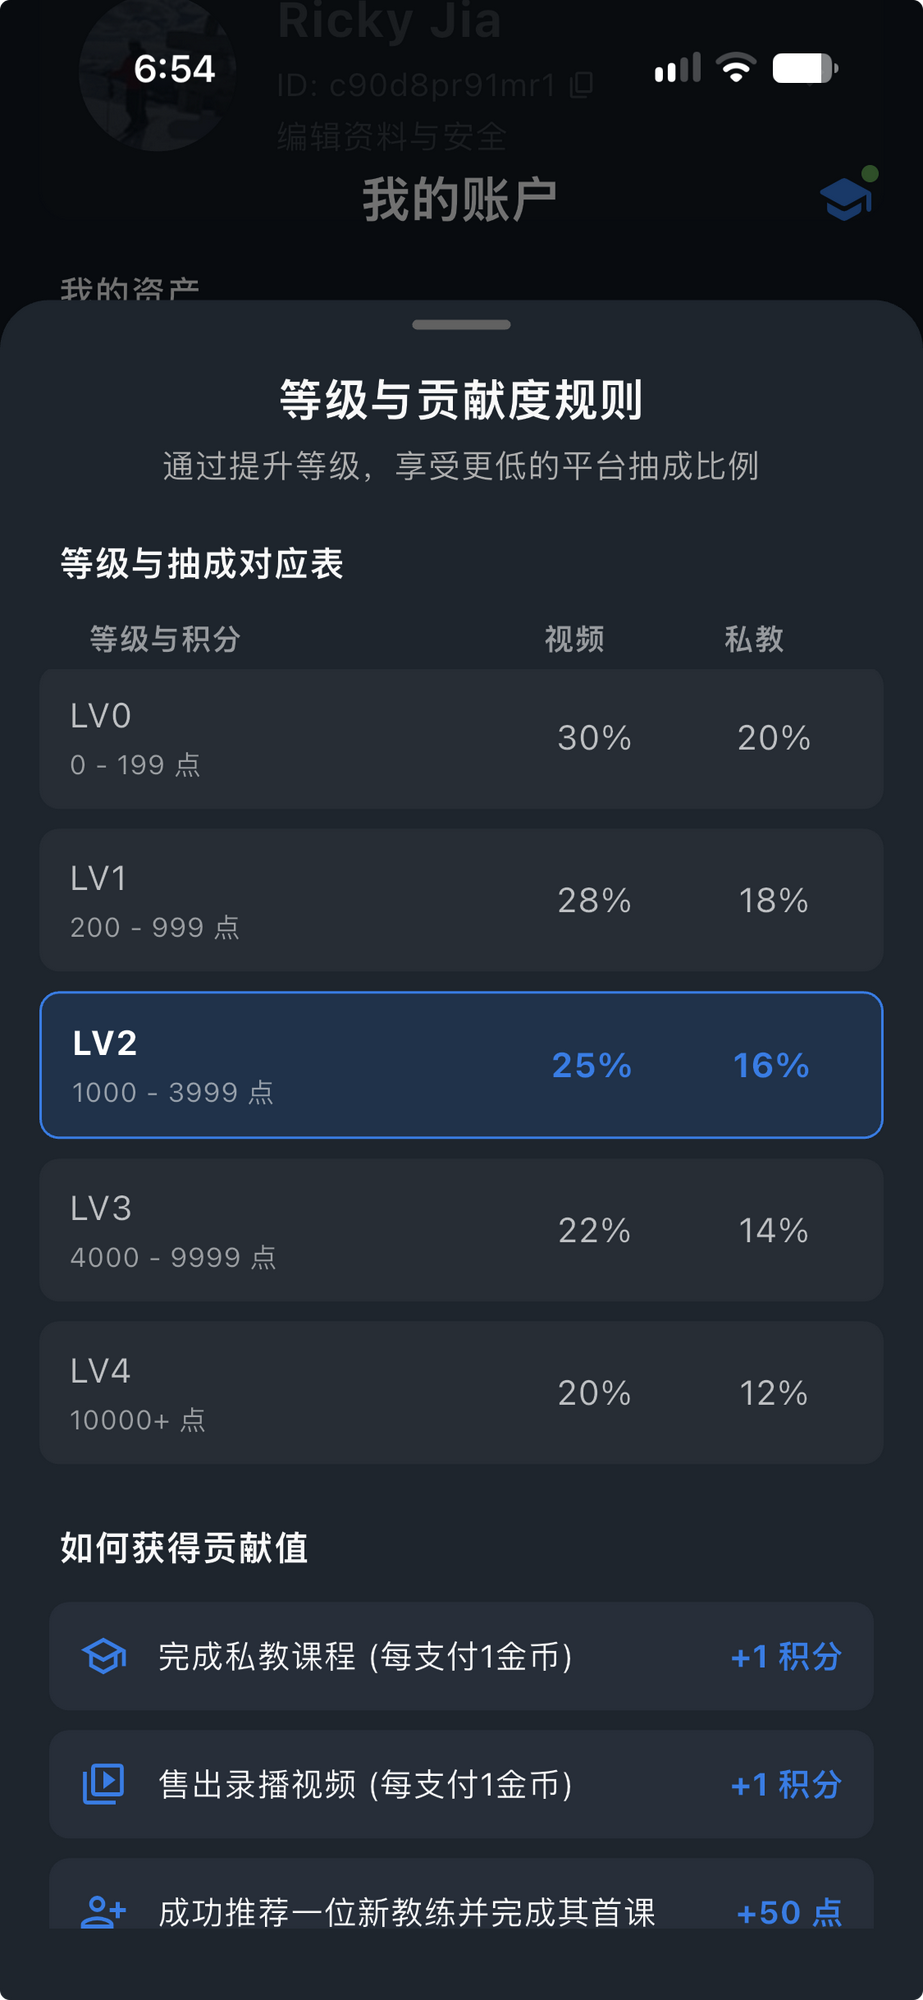 Ricky Jia
6:54
ID: c90d8pr91mr1
编辑资料与安全
我的账户
我的资产
等级与贡献度规则
通过提升等级，享受更低的平台抽成比例
等级与抽成对应表
等级与积分 视频 私教
LV0
0 - 199 点
30% 20%
LV1
200 - 999 点
28% 18%
LV2
1000 - 3999 点
25% 16%
LV3
4000 - 9999 点
22% 14%
LV4
10000+ 点
20% 12%
如何获得贡献值
完成私教课程 (每支付1金币) +1 积分
售出录播视频 (每支付1金币) +1 积分
成功推荐一位新教练并完成其首课 +50 点